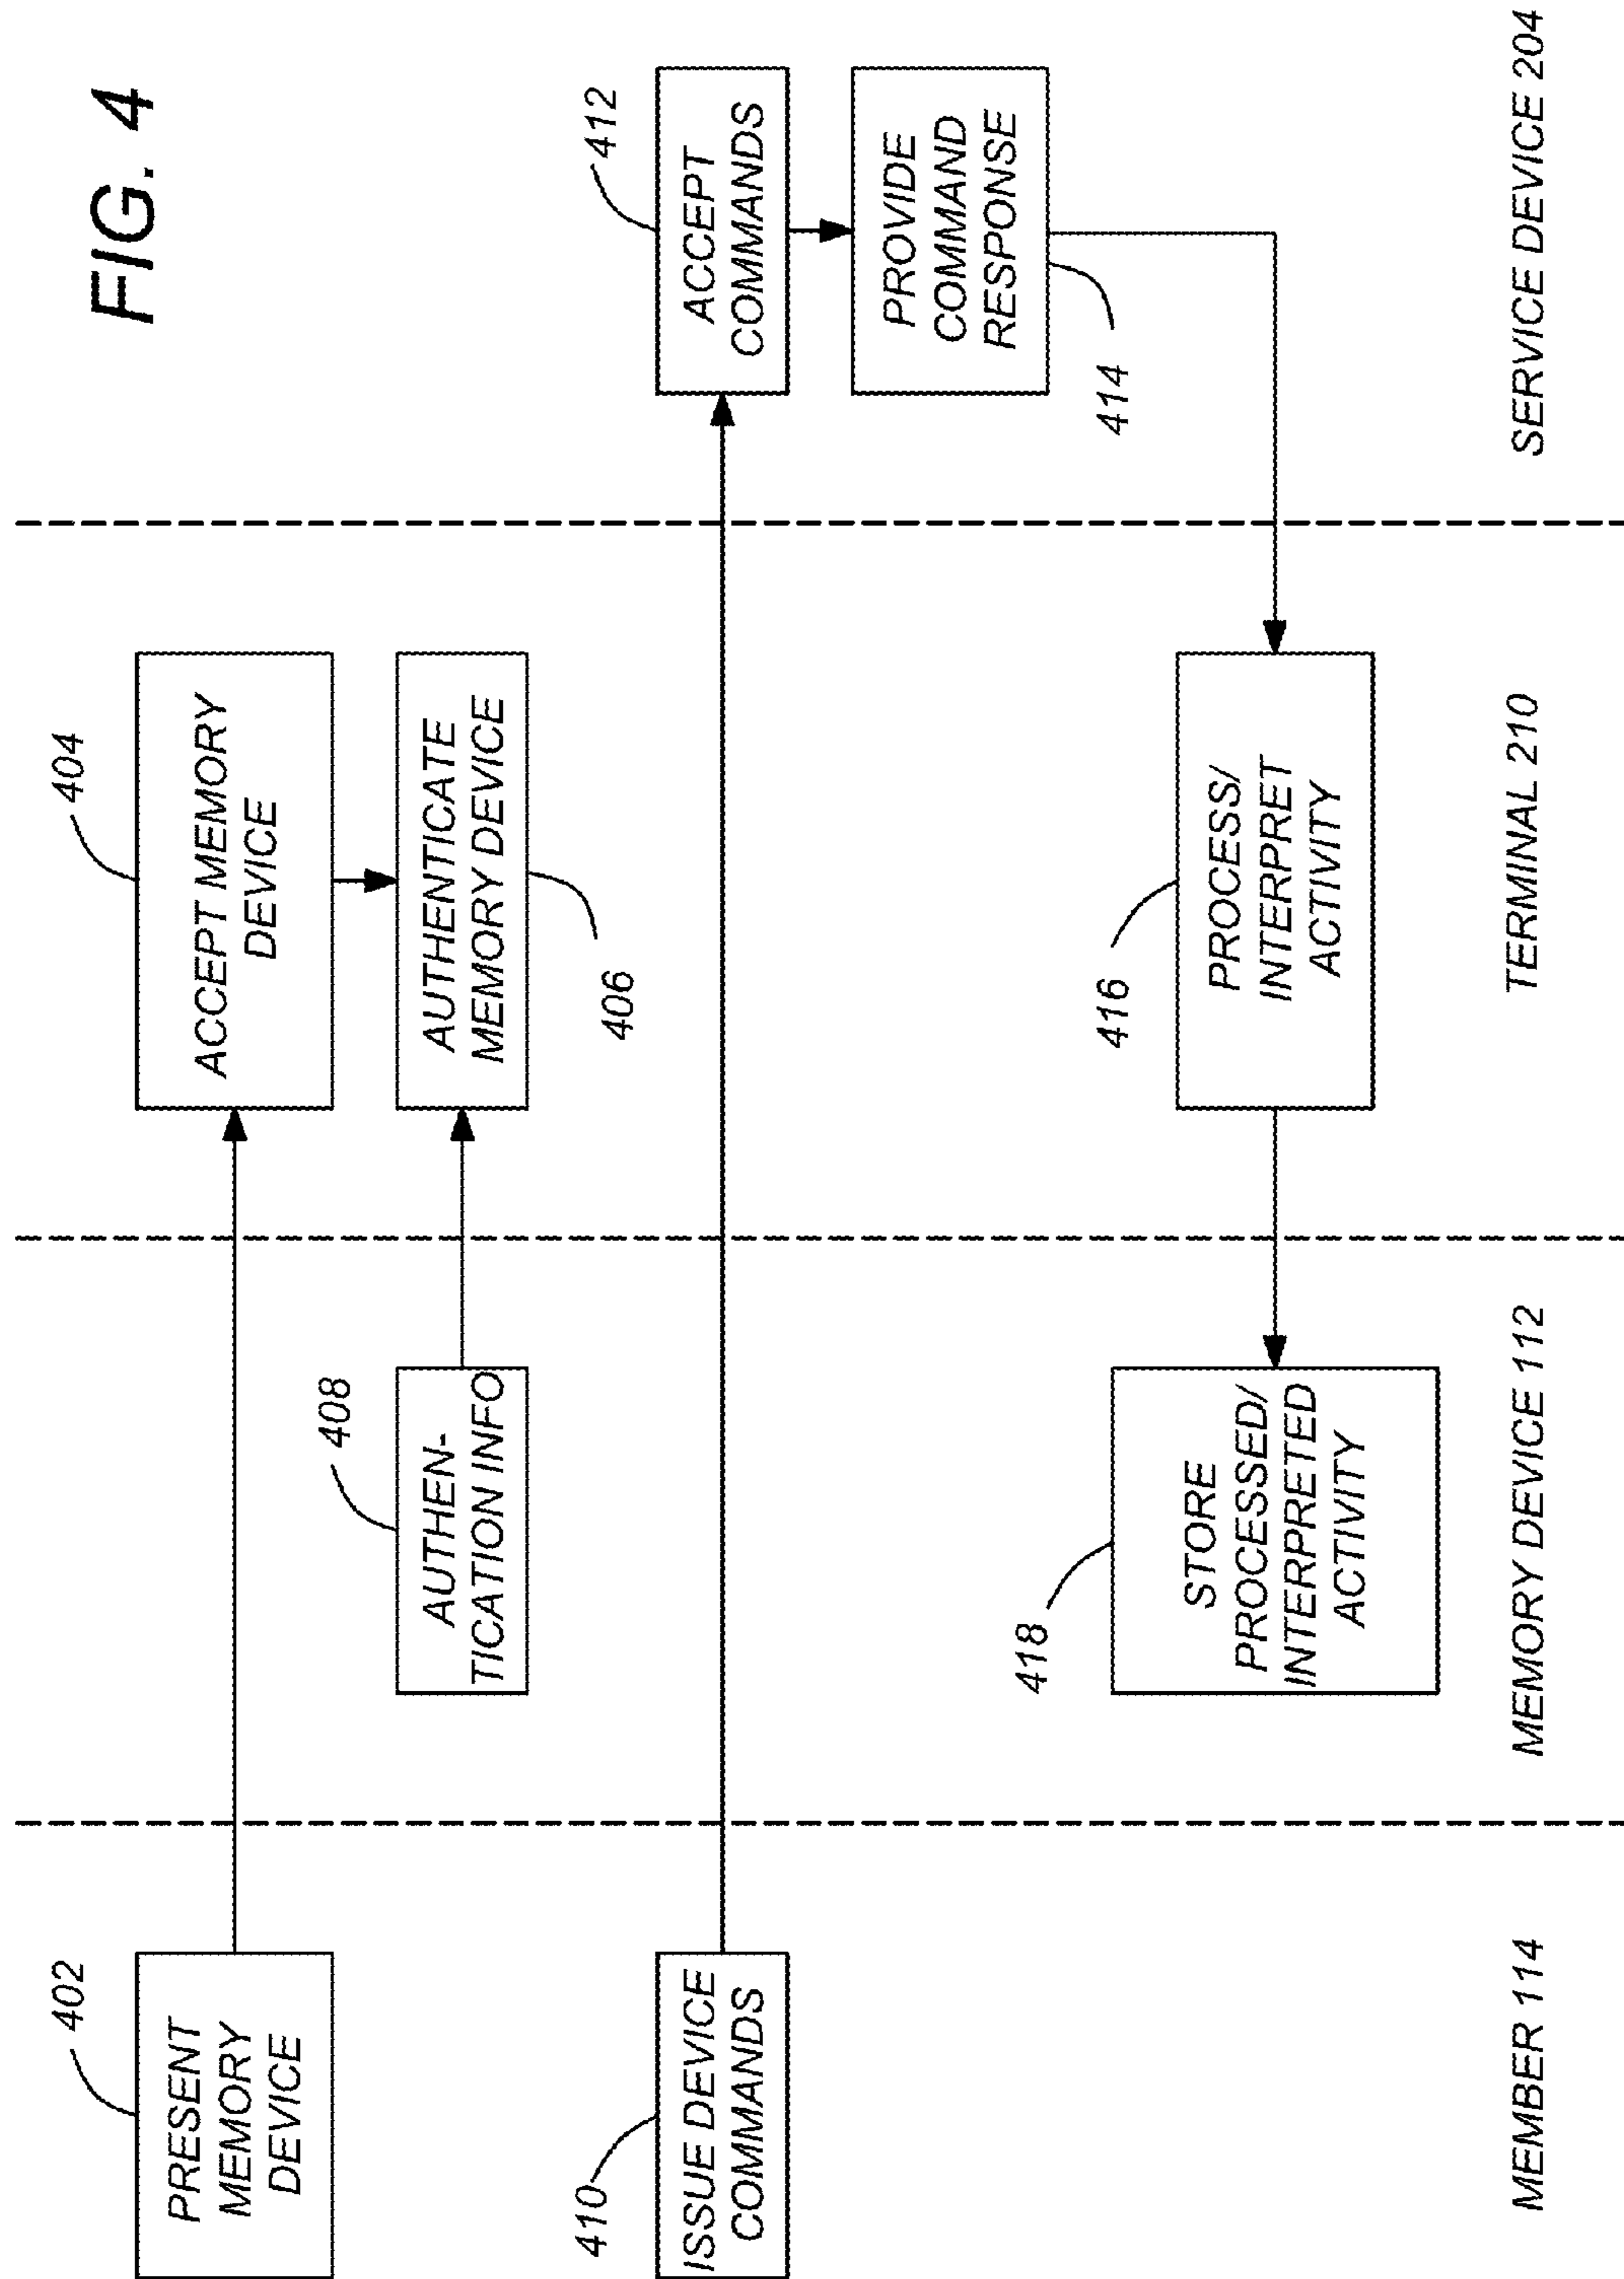 FIG. 4
402
PRESENT
MEMORY
DEVICE
404
ACCEPT MEMORY
DEVICE
408
AUTHEN-
TICATION INFO
AUTHENTICATE
MEMORY DEVICE
406
410
ISSUE DEVICE
COMMANDS
412
ACCEPT
COMMANDS
PROVIDE
COMMAND
RESPONSE
414
416
PROCESS/
INTERPRET
ACTIVITY
418
STORE
PROCESSED/
INTERPRETED
ACTIVITY
MEMBER 114
MEMORY DEVICE 112
TERMINAL 210
SERVICE DEVICE 204